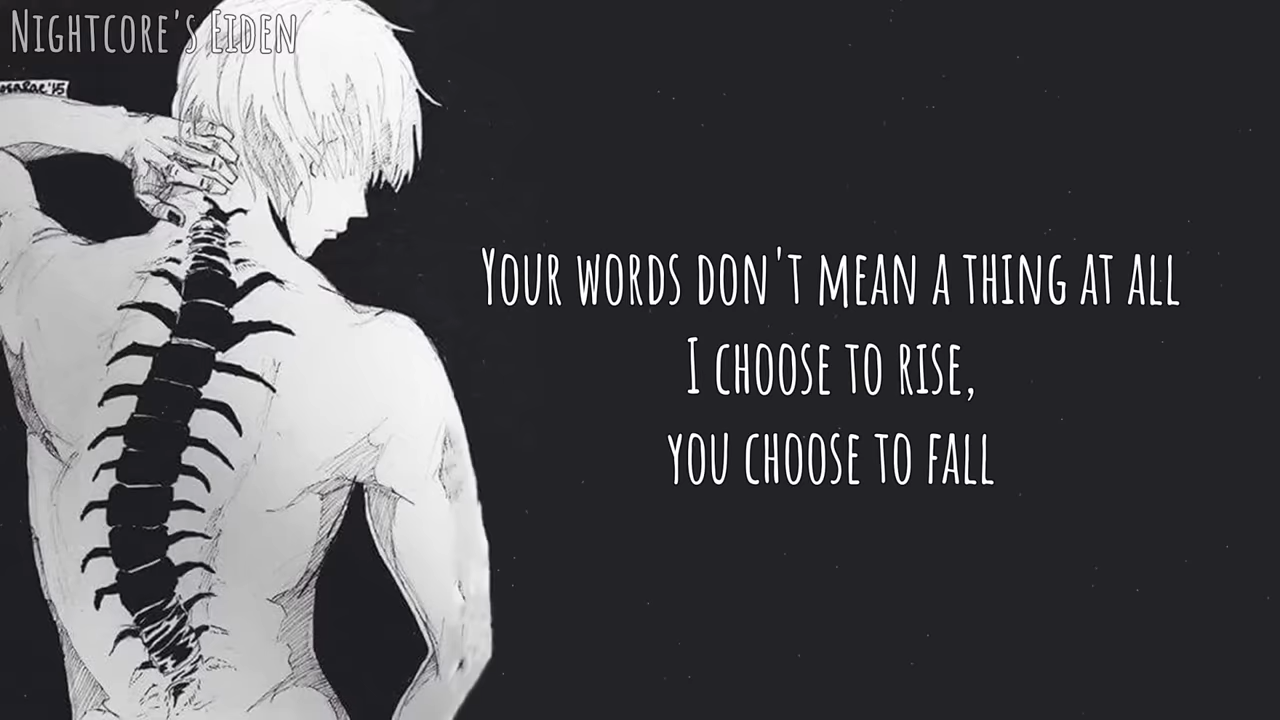 Nightcore's Eiden
Your words don't mean a thing at all
I choose to rise,
you choose to fall